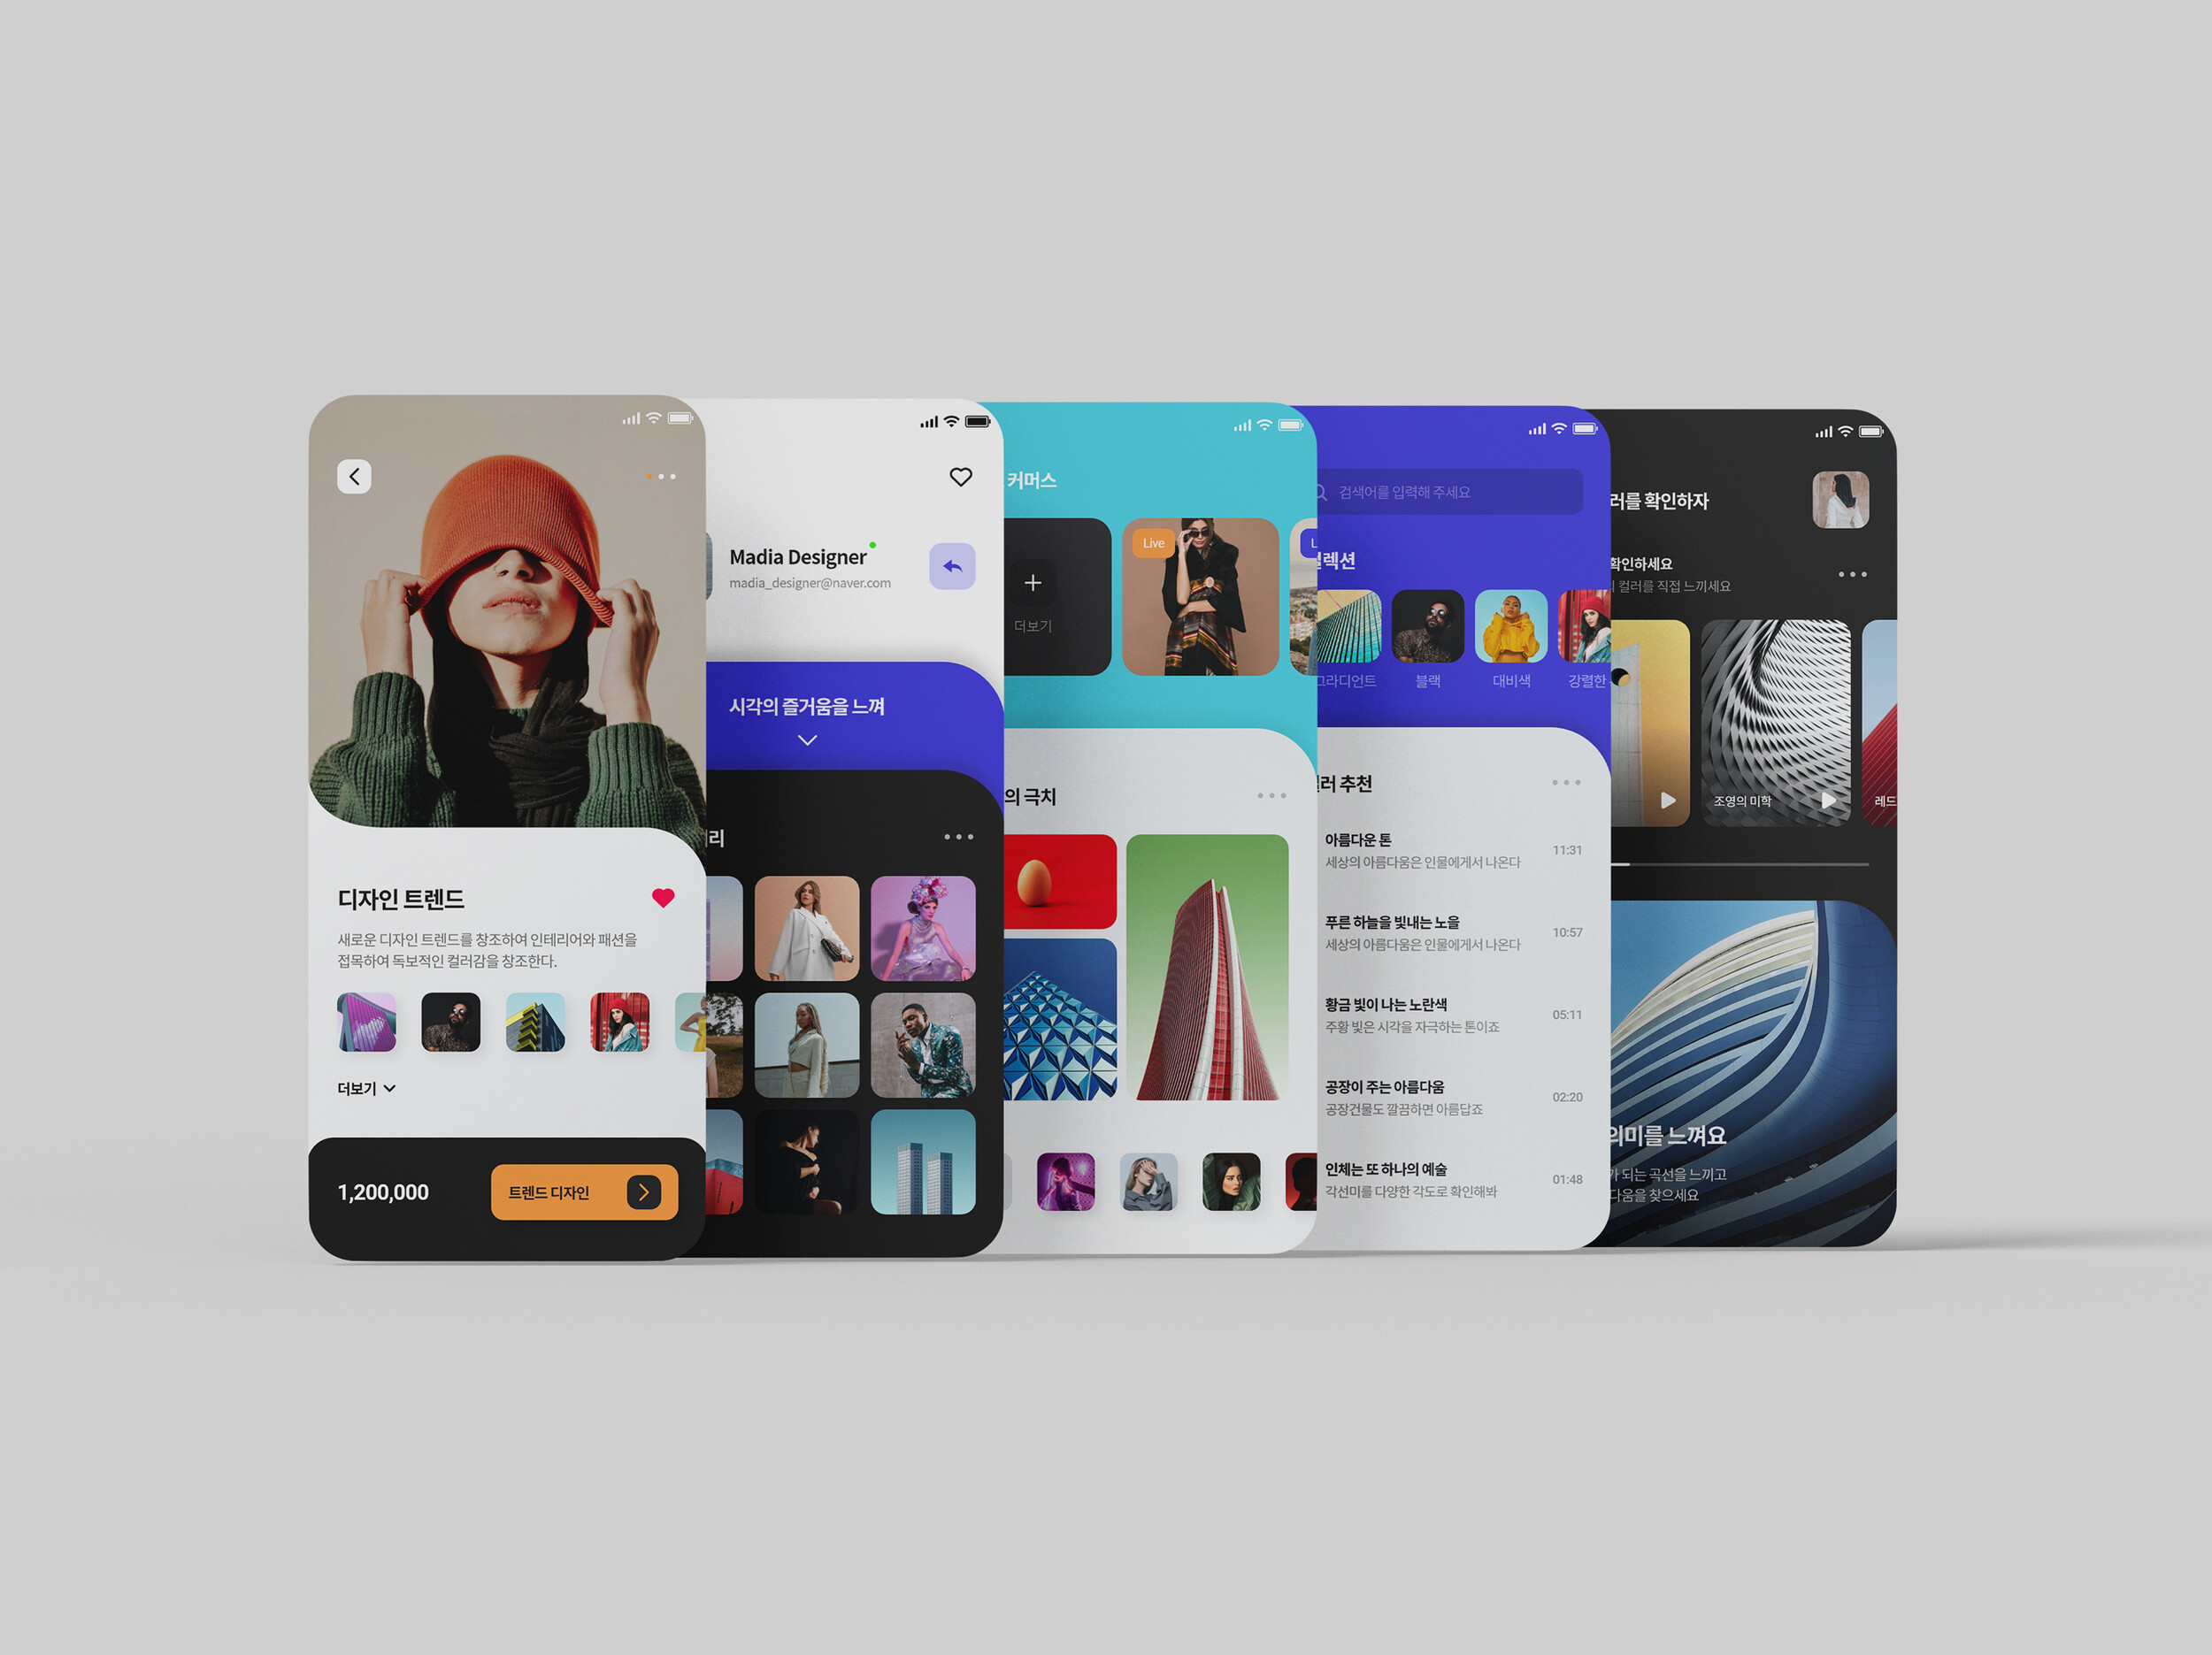 디자인 트렌드
새로운 디자인 트렌드를 창조하여 인테리어와 패션을
접목하여 독보적인 컬러감을 창조한다.
더보기
1,200,000
트렌드 디자인
Madia Designer
madia_designer@naver.com
시각의 즐거움을 느껴
리
커머스
더보기
Live
L
의 극치
검색어를 입력해 주세요
렉션
그라디언트
블랙
대비색
강렬한
러 추천
아름다운 톤
세상의 아름다움은 인물에게서 나온다
11:31
푸른 하늘을 빛내는 노을
세상의 아름다움은 인물에게서 나온다
10:57
황금 빛이 나는 노란색
주황 빛은 시각을 자극하는 톤이죠
05:11
공장이 주는 아름다움
공장건물도 깔끔하면 아름답죠
02:20
인체는 또 하나의 예술
각선미를 다양한 각도로 확인해봐
01:48
러를 확인하자
확인하세요
컬러를 직접 느끼세요
조영의 미학
레드
의미를 느껴요
가 되는 곡선을 느끼고
다움을 찾으세요